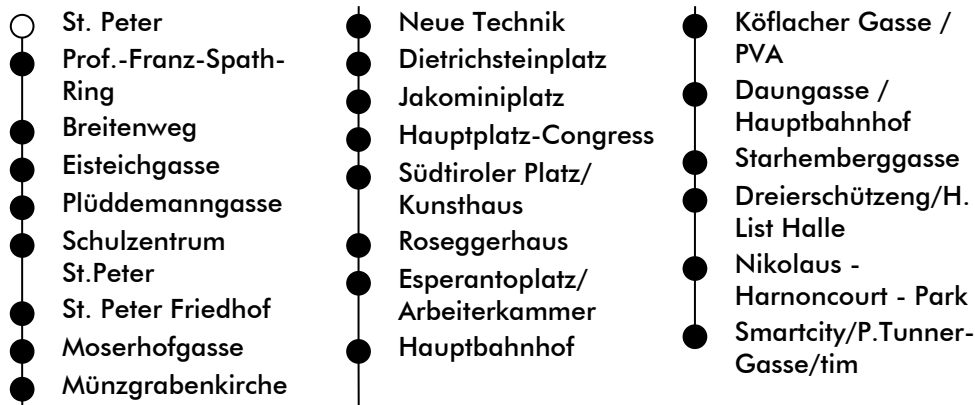 St. Peter
Prof.-Franz-Spath-
Ring
Breitenweg
Eisteichgasse
Plüddemanngasse
Schulzentrum
St.Peter
St. Peter Friedhof
Moserhofgasse
Münzgrabenkirche
Neue Technik
Dietrichsteinplatz
Jakominiplatz
Hauptplatz-Congress
Südtiroler Platz/
Kunsthaus
Roseggerhaus
Esperantoplatz/
Arbeiterkammer
Hauptbahnhof
Köflacher Gasse /
PVA
Daungasse /
Hauptbahnhof
Starhemberggasse
Dreierschützeng/H.
List Halle
Nikolaus -
Harnoncourt - Park
Smartcity/P.Tunner-
Gasse/tim